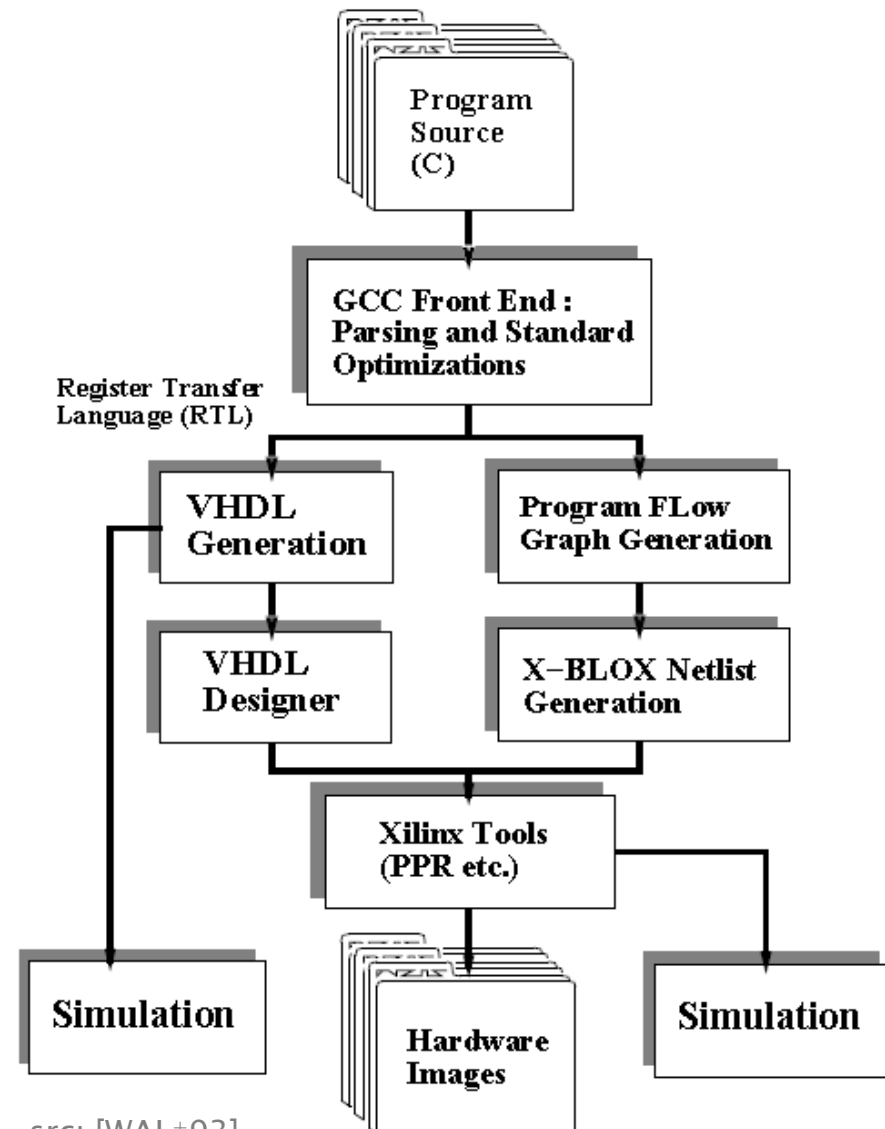 Program
Source
(C)
GCC Front End :
Parsing and Standard
Optimizations
Register Transfer
Language (RTL)
VHDL
Generation
Program FLow
Graph Generation
VHDL
Designer
X−BLOX Netlist
Generation
Xilinx Tools
(PPR etc.)
Simulation
Hardware
Images
Simulation